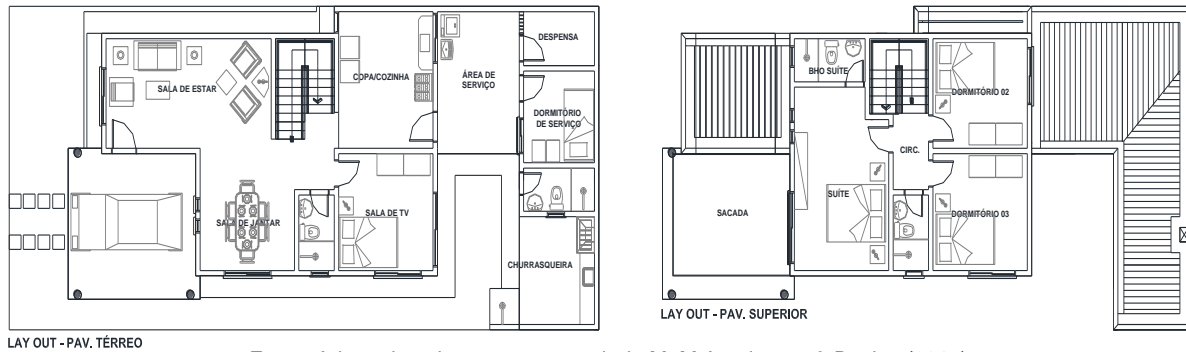 DESPENSA
COPA/COZINHA
ÁREA DE
SERVIÇO
SALA DE ESTAR
DORMITÓRIO
DE SERVIÇO
SALA DE TV
SALA DE JANTAR
CHURRASQUEIRA
LAY OUT - PAV. TÉRREO
BHO SUÍTE
DORMITÓRIO 02
CIRC.
SUÍTE
SACADA
DORMITÓRIO 03
LAY OUT - PAV. SUPERIOR